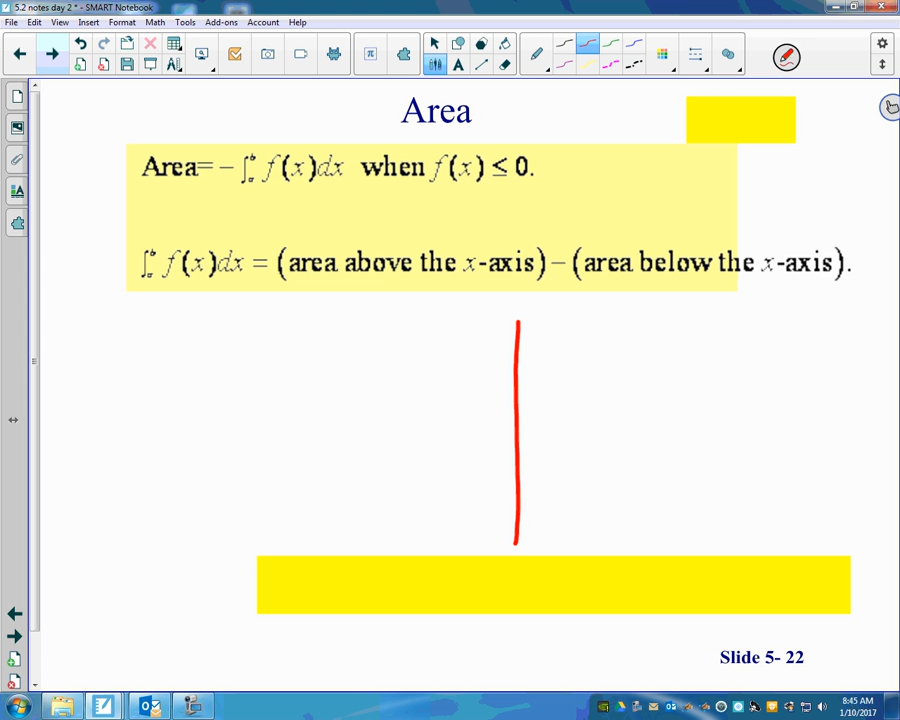 5.2 notes day 2 * - SMART Notebook
File Edit View Insert Format Math Tools Add-ons Account Help
Area
Area= − ∫ₐᵇ f(x)dx when f(x) ≤ 0.
∫ₐᵇ f(x)dx = (area above the x-axis) − (area below the x-axis).
Slide 5- 22
8:45 AM
1/10/2017